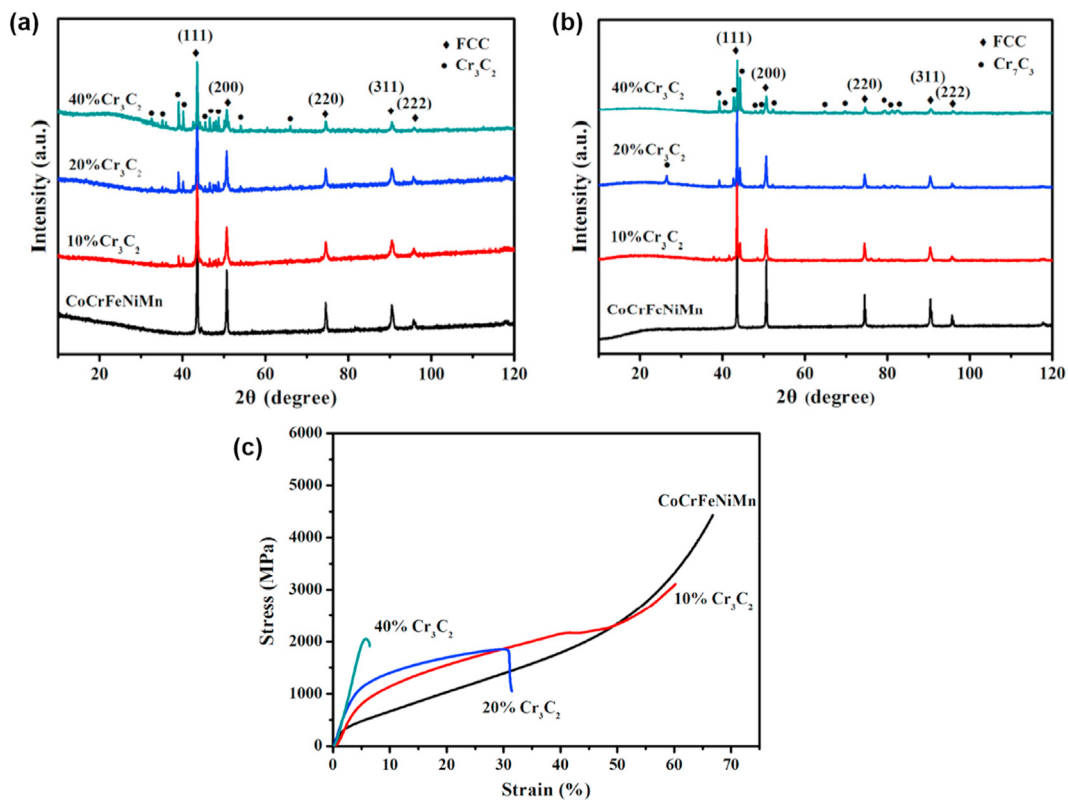 (a)
(111)
(200)
(220)
(311)
(222)
♦ FCC
• Cr₃C₂
40%Cr₃C₂
20%Cr₃C₂
10%Cr₃C₂
CoCrFeNiMn
Intensity (a.u.)
20 40 60 80 100 120
2θ (degree)
(b)
(111)
(200)
(220)
(311)
(222)
♦ FCC
• Cr₇C₃
40%Cr₃C₂
20%Cr₃C₂
10%Cr₃C₂
CoCrFeNiMn
Intensity (a.u.)
20 40 60 80 100 120
2θ (degree)
(c)
6000
5000
4000
3000
2000
1000
0
Stress (MPa)
CoCrFeNiMn
10% Cr₃C₂
40% Cr₃C₂
20% Cr₃C₂
0 10 20 30 40 50 60 70
Strain (%)